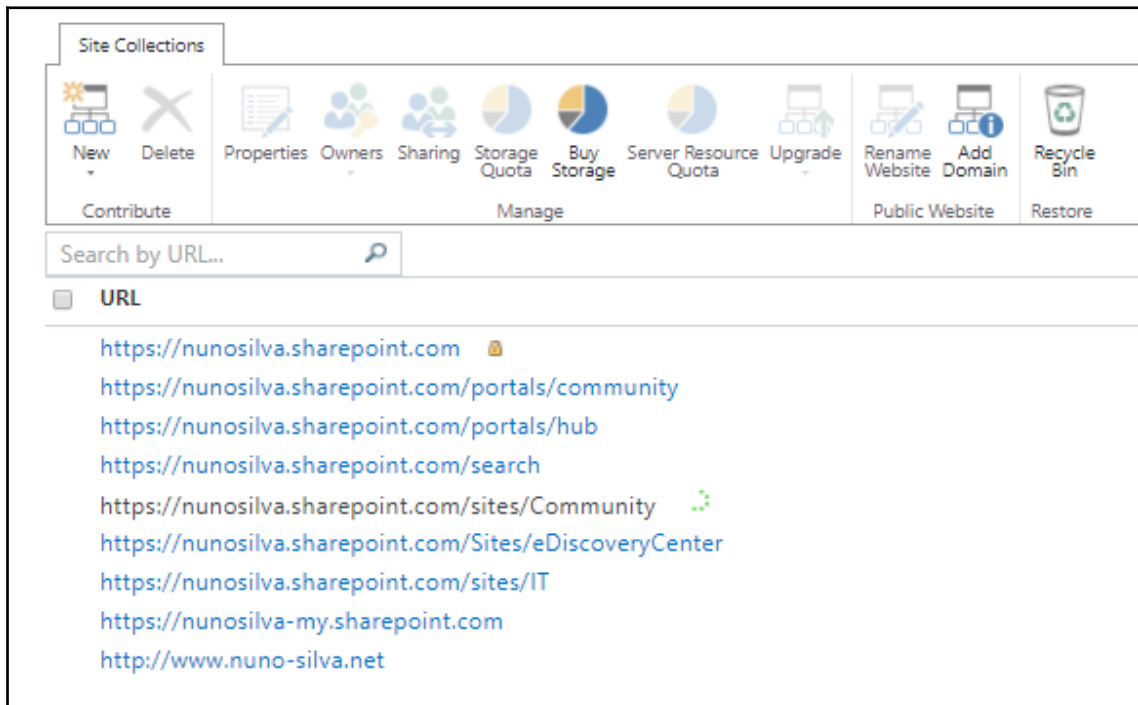 Site Collections
New Delete Properties Owners Sharing Storage Quota Buy Storage Server Resource Quota Upgrade Rename Website Add Domain Recycle Bin
Contribute Manage Public Website Restore
Search by URL...
URL
https://nunosilva.sharepoint.com
https://nunosilva.sharepoint.com/portals/community
https://nunosilva.sharepoint.com/portals/hub
https://nunosilva.sharepoint.com/search
https://nunosilva.sharepoint.com/sites/Community
https://nunosilva.sharepoint.com/Sites/eDiscoveryCenter
https://nunosilva.sharepoint.com/sites/IT
https://nunosilva-my.sharepoint.com
http://www.nuno-silva.net